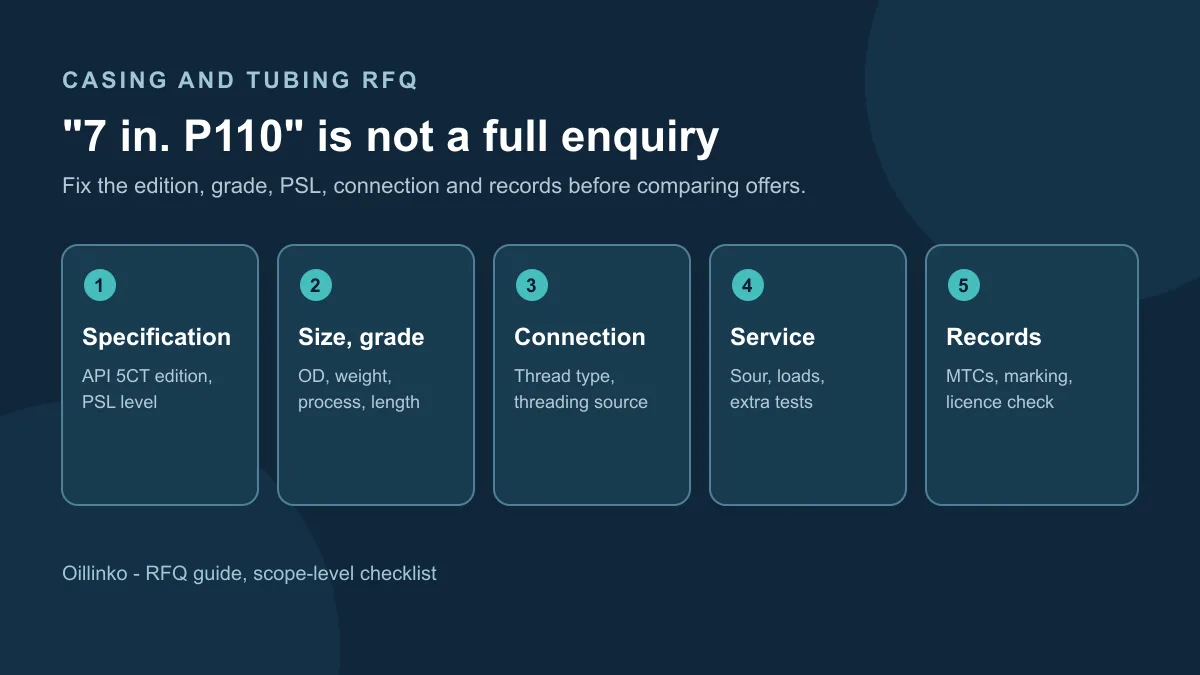 CASING AND TUBING RFQ
"7 in. P110" is not a full enquiry
Fix the edition, grade, PSL, connection and records before comparing offers.
1
Specification
API 5CT edition,
PSL level
2
Size, grade
OD, weight,
process, length
3
Connection
Thread type,
threading source
4
Service
Sour, loads,
extra tests
5
Records
MTCs, marking,
licence check
Oillinko - RFQ guide, scope-level checklist